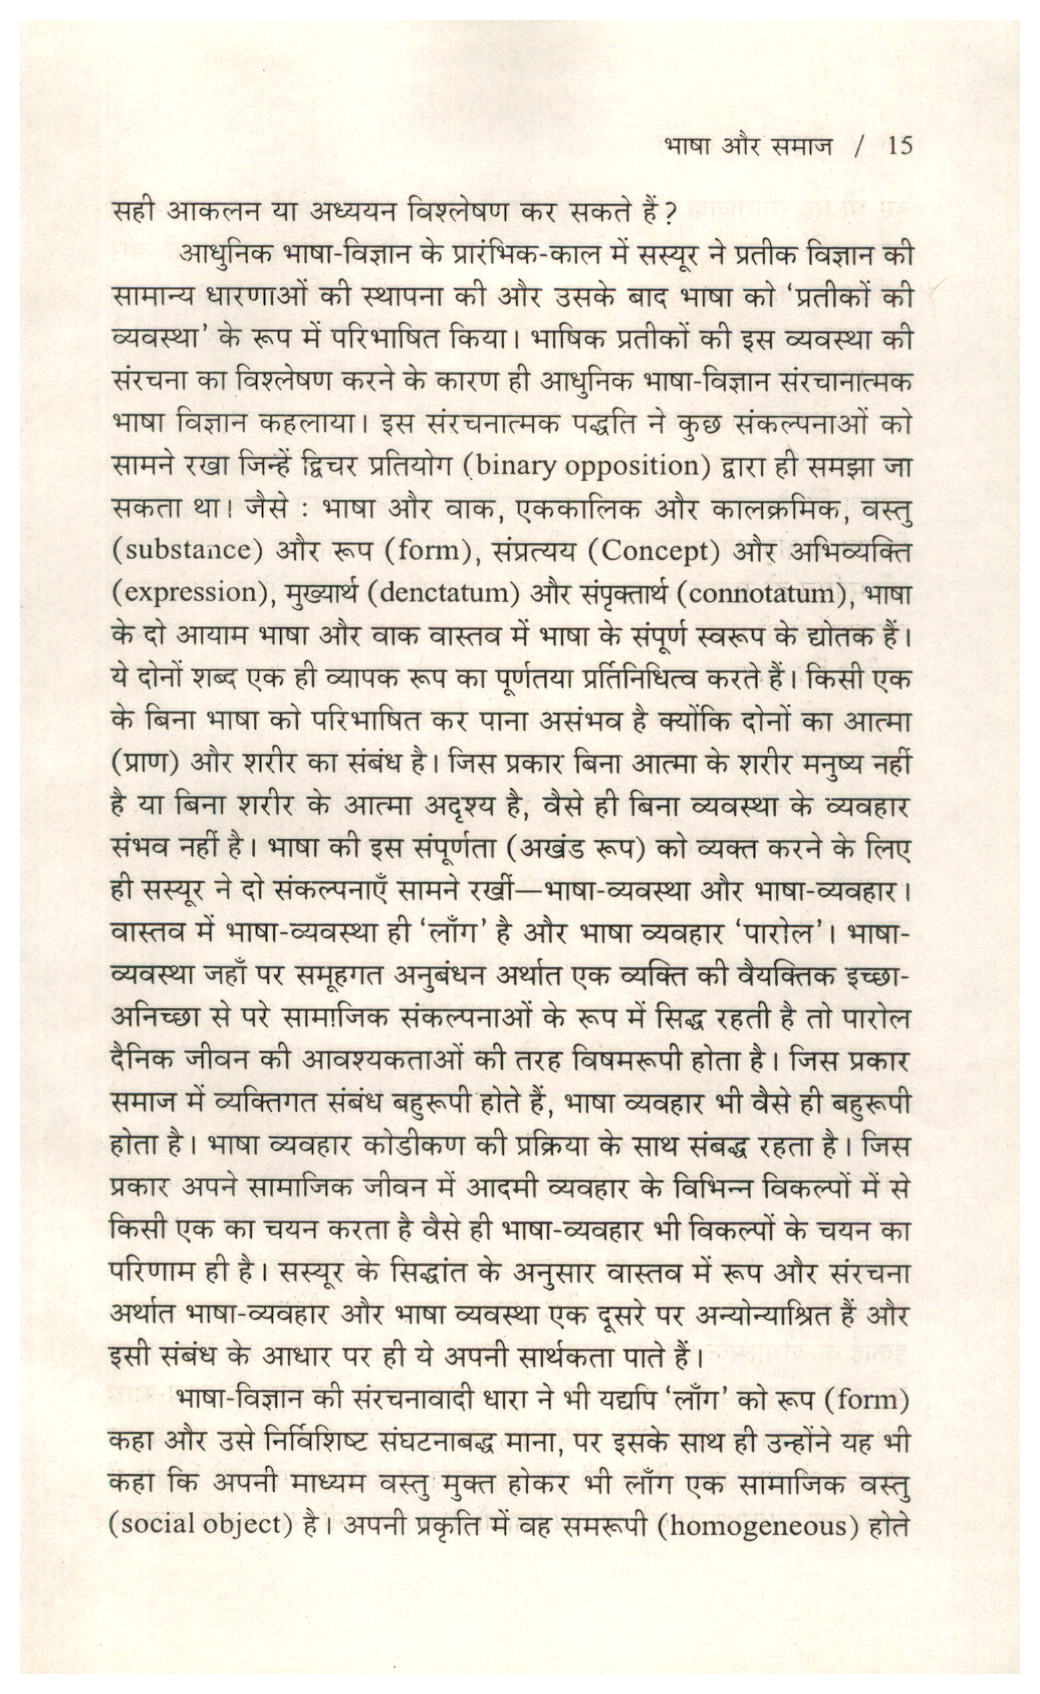 भाषा और समाज / 15
सही आकलन या अध्ययन विश्लेषण कर सकते हैं ?
आधुनिक भाषा-विज्ञान के प्रारंभिक-काल में सस्यूर ने प्रतीक विज्ञान की
सामान्य धारणाओं की स्थापना की और उसके बाद भाषा को ‘प्रतीकों की
व्यवस्था’ के रूप में परिभाषित किया। भाषिक प्रतीकों की इस व्यवस्था की
संरचना का विश्लेषण करने के कारण ही आधुनिक भाषा-विज्ञान संरचानात्मक
भाषा विज्ञान कहलाया। इस संरचनात्मक पद्धति ने कुछ संकल्पनाओं को
सामने रखा जिन्हें द्विचर प्रतियोग (binary opposition) द्वारा ही समझा जा
सकता था। जैसे : भाषा और वाक, एककालिक और कालक्रमिक, वस्तु
(substance) और रूप (form), संप्रत्यय (Concept) और अभिव्यक्ति
(expression), मुख्यार्थ (denctatum) और संपृक्तार्थ (connotatum), भाषा
के दो आयाम भाषा और वाक वास्तव में भाषा के संपूर्ण स्वरूप के द्योतक हैं।
ये दोनों शब्द एक ही व्यापक रूप का पूर्णतया प्रर्तिनिधित्व करते हैं। किसी एक
के बिना भाषा को परिभाषित कर पाना असंभव है क्योंकि दोनों का आत्मा
(प्राण) और शरीर का संबंध है। जिस प्रकार बिना आत्मा के शरीर मनुष्य नहीं
है या बिना शरीर के आत्मा अदृश्य है, वैसे ही बिना व्यवस्था के व्यवहार
संभव नहीं है। भाषा की इस संपूर्णता (अखंड रूप) को व्यक्त करने के लिए
ही सस्यूर ने दो संकल्पनाएँ सामने रखीं—भाषा-व्यवस्था और भाषा-व्यवहार।
वास्तव में भाषा-व्यवस्था ही ‘लाँग’ है और भाषा व्यवहार ‘पारोल’। भाषा-
व्यवस्था जहाँ पर समूहगत अनुबंधन अर्थात एक व्यक्ति की वैयक्तिक इच्छा-
अनिच्छा से परे सामाजिक संकल्पनाओं के रूप में सिद्ध रहती है तो पारोल
दैनिक जीवन की आवश्यकताओं की तरह विषमरूपी होता है। जिस प्रकार
समाज में व्यक्तिगत संबंध बहुरूपी होते हैं, भाषा व्यवहार भी वैसे ही बहुरूपी
होता है। भाषा व्यवहार कोडीकण की प्रक्रिया के साथ संबद्ध रहता है। जिस
प्रकार अपने सामाजिक जीवन में आदमी व्यवहार के विभिन्न विकल्पों में से
किसी एक का चयन करता है वैसे ही भाषा-व्यवहार भी विकल्पों के चयन का
परिणाम ही है। सस्यूर के सिद्धांत के अनुसार वास्तव में रूप और संरचना
अर्थात भाषा-व्यवहार और भाषा व्यवस्था एक दूसरे पर अन्योन्याश्रित हैं और
इसी संबंध के आधार पर ही ये अपनी सार्थकता पाते हैं।
भाषा-विज्ञान की संरचनावादी धारा ने भी यद्यपि ‘लाँग’ को रूप (form)
कहा और उसे निर्विशिष्ट संघटनाबद्ध माना, पर इसके साथ ही उन्होंने यह भी
कहा कि अपनी माध्यम वस्तु मुक्त होकर भी लाँग एक सामाजिक वस्तु
(social object) है। अपनी प्रकृति में वह समरूपी (homogeneous) होते